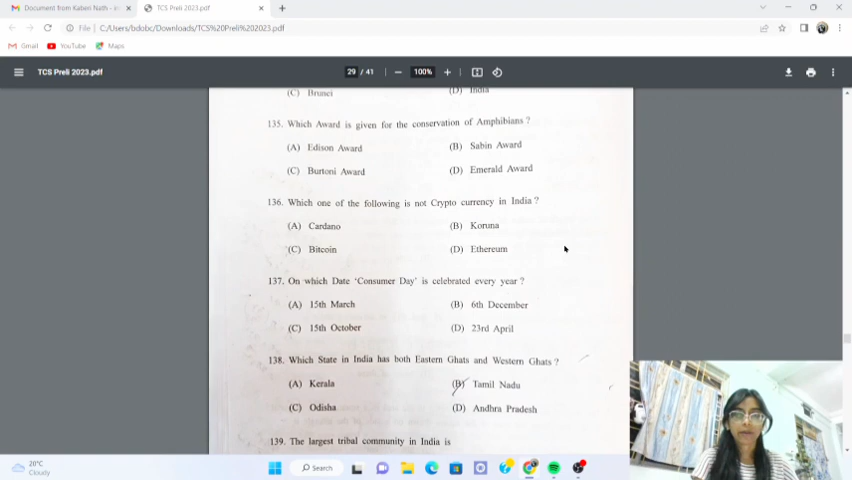 Document from Kaberi Nath -
TCS Preli 2023.pdf
File
C:/Users/bdobc/Downloads/TCS%20Preli%202023.pdf
Gmail YouTube Maps
TCS Preli 2023.pdf
29 / 41
100%
(C) Brunei (D) India
135. Which Award is given for the conservation of Amphibians ?
(A) Edison Award (B) Sabin Award
(C) Burtoni Award (D) Emerald Award
136. Which one of the following is not Crypto currency in India ?
(A) Cardano (B) Koruna
(C) Bitcoin (D) Ethereum
137. On which Date ‘Consumer Day’ is celebrated every year ?
(A) 15th March (B) 6th December
(C) 15th October (D) 23rd April
138. Which State in India has both Eastern Ghats and Western Ghats ?
(A) Kerala (B) Tamil Nadu
(C) Odisha (D) Andhra Pradesh
139. The largest tribal community in India is
20°C
Cloudy
Search